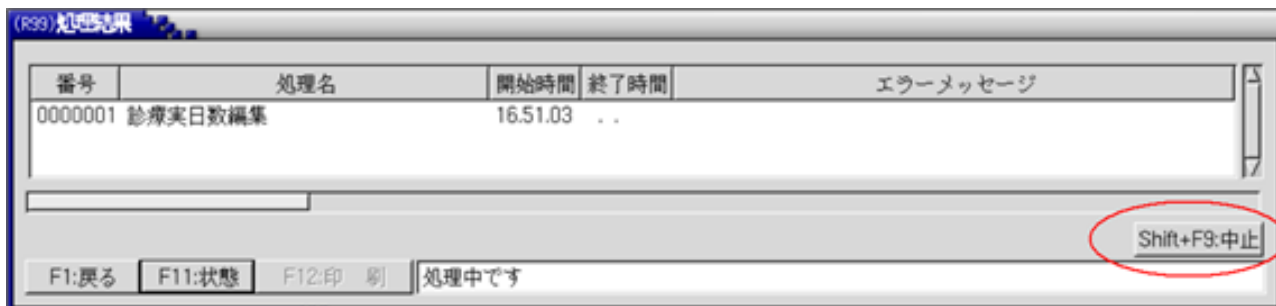 (R99)処理結果
番号 処理名 開始時間 終了時間 エラーメッセージ
0000001 診療実日数編集 16.51.03 . .
Shift+F9:中止
F1:戻る F11:状態 F12:印 刷 処理中です